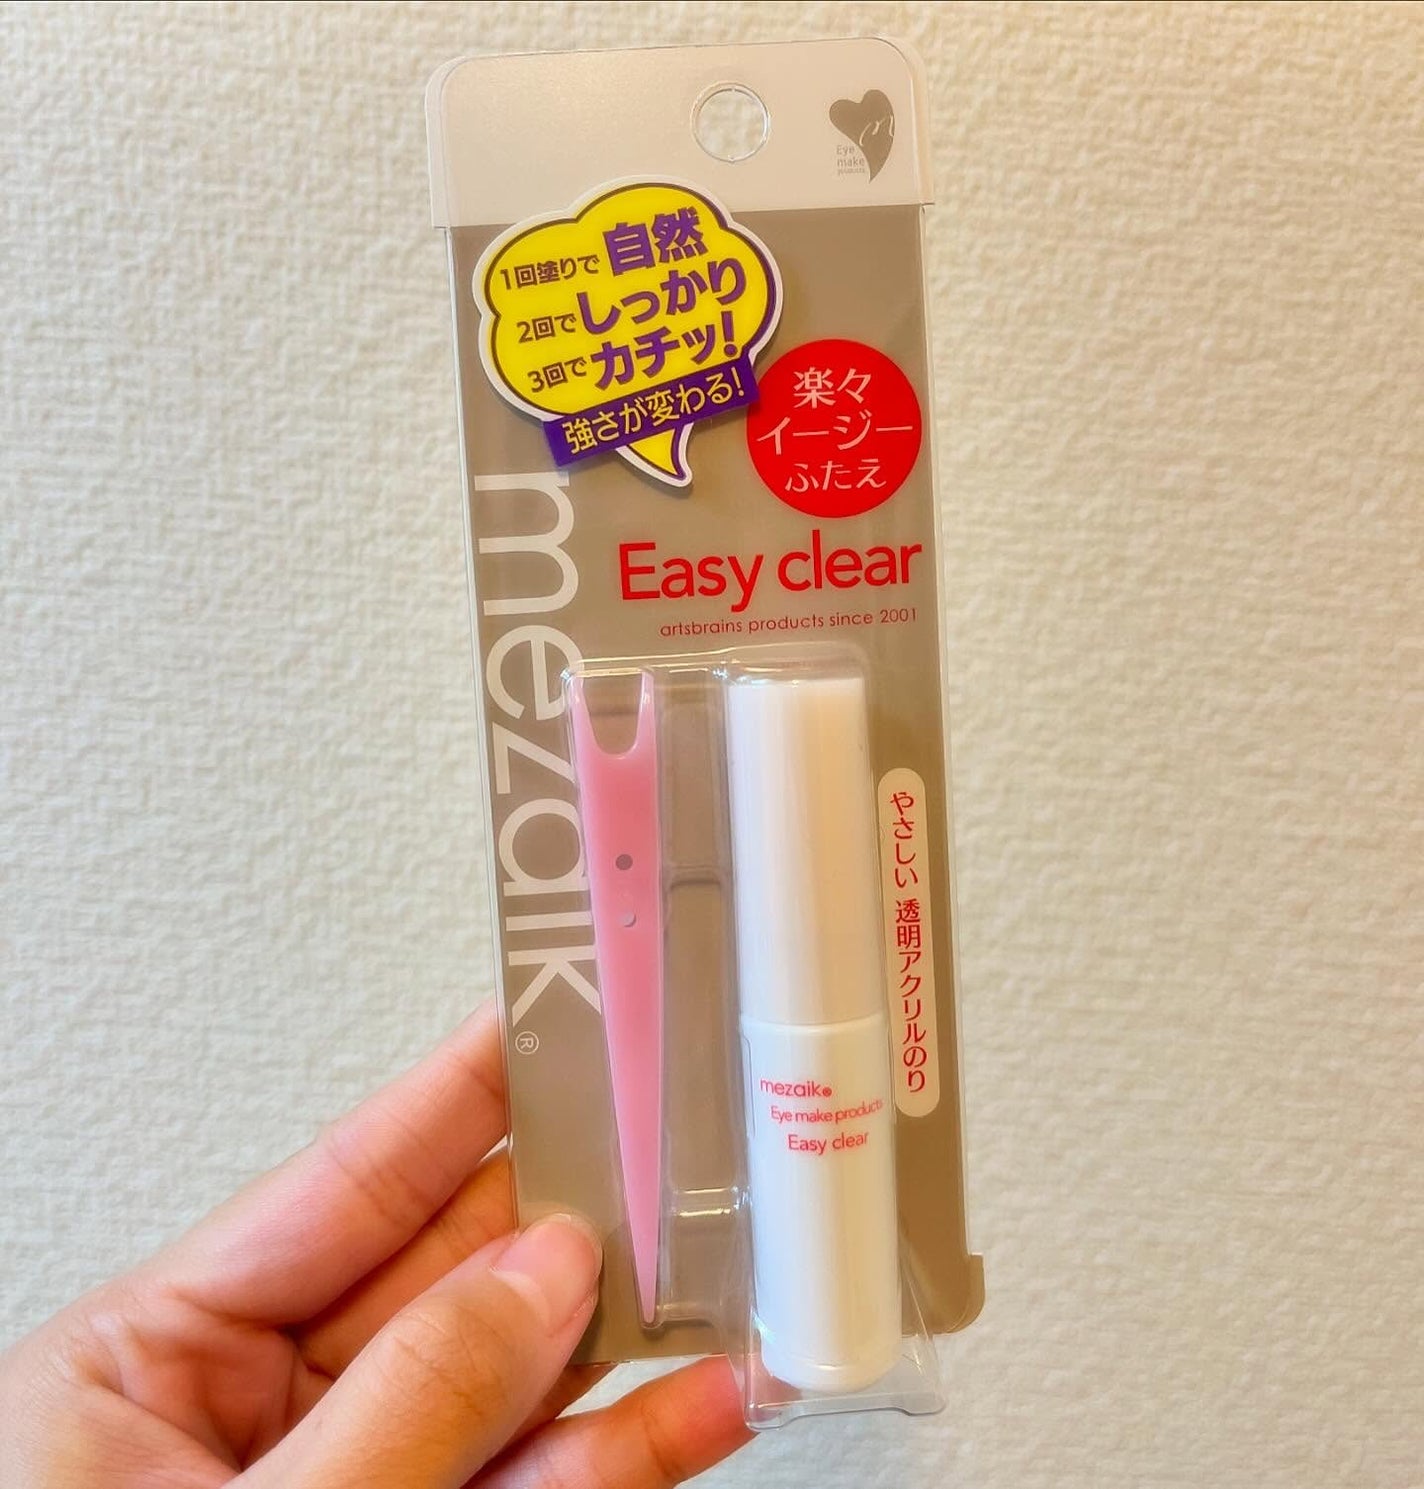 Eye
make
1回塗りで 自然
2回で しっかり
3回で カチッ!
強さが変わる!
楽々
イージー
ふたえ
Easy clear
artsbrains products since 2001
mezaik®
やさしい 透明アクリルのり
mezaik®
Eye make products
Easy clear